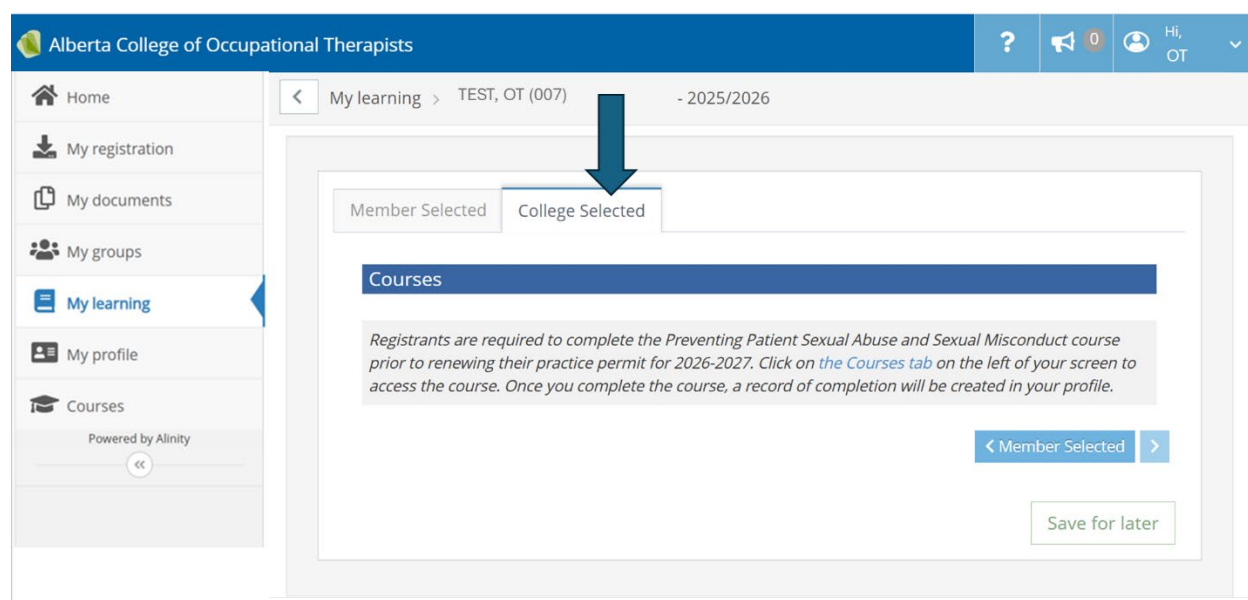 Alberta College of Occupational Therapists
?
0
Hi,
OT
Home
My registration
My documents
My groups
My learning
My profile
Courses
Powered by Alinity
«
< My learning > TEST, OT (007) - 2025/2026
Member Selected
College Selected
Courses
Registrants are required to complete the Preventing Patient Sexual Abuse and Sexual Misconduct course
prior to renewing their practice permit for 2026-2027. Click on the Courses tab on the left of your screen to
access the course. Once you complete the course, a record of completion will be created in your profile.
< Member Selected >
Save for later